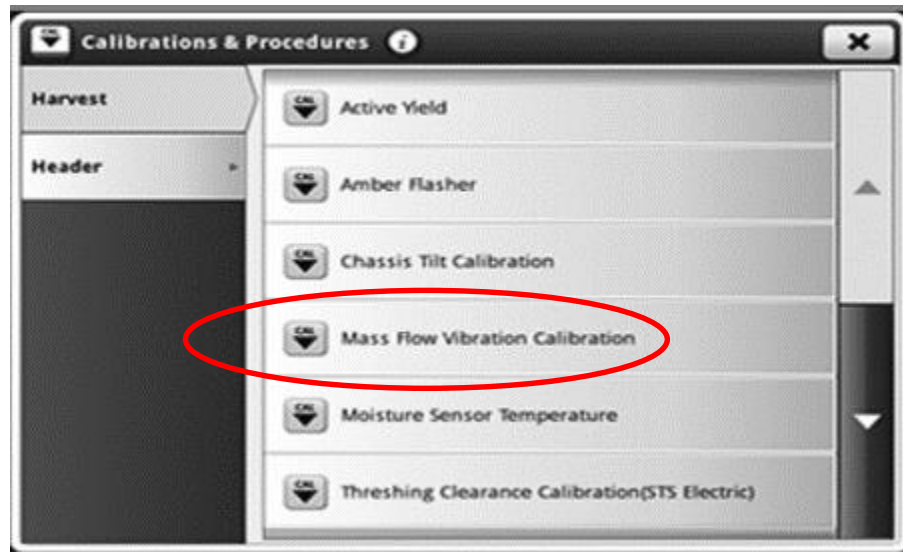 Calibrations & Procedures
Harvest
Header
Active Yield
Amber Flasher
Chassis Tilt Calibration
Mass Flow Vibration Calibration
Moisture Sensor Temperature
Threshing Clearance Calibration(STS Electric)